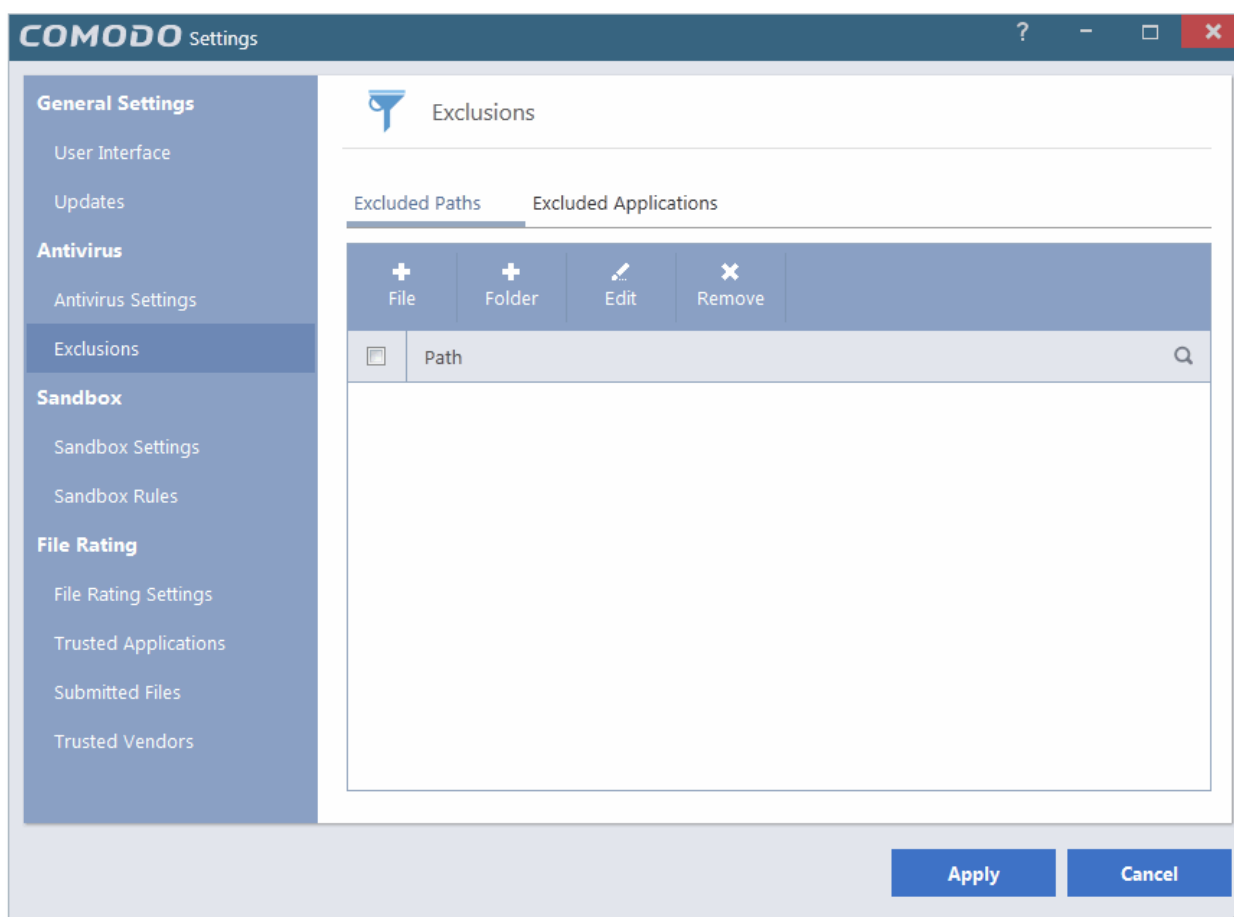 COMODO Settings
?
General Settings
User Interface
Updates
Antivirus
Antivirus Settings
Exclusions
Sandbox
Sandbox Settings
Sandbox Rules
File Rating
File Rating Settings
Trusted Applications
Submitted Files
Trusted Vendors
Exclusions
Excluded Paths Excluded Applications
File Folder Edit Remove
Path
Apply Cancel